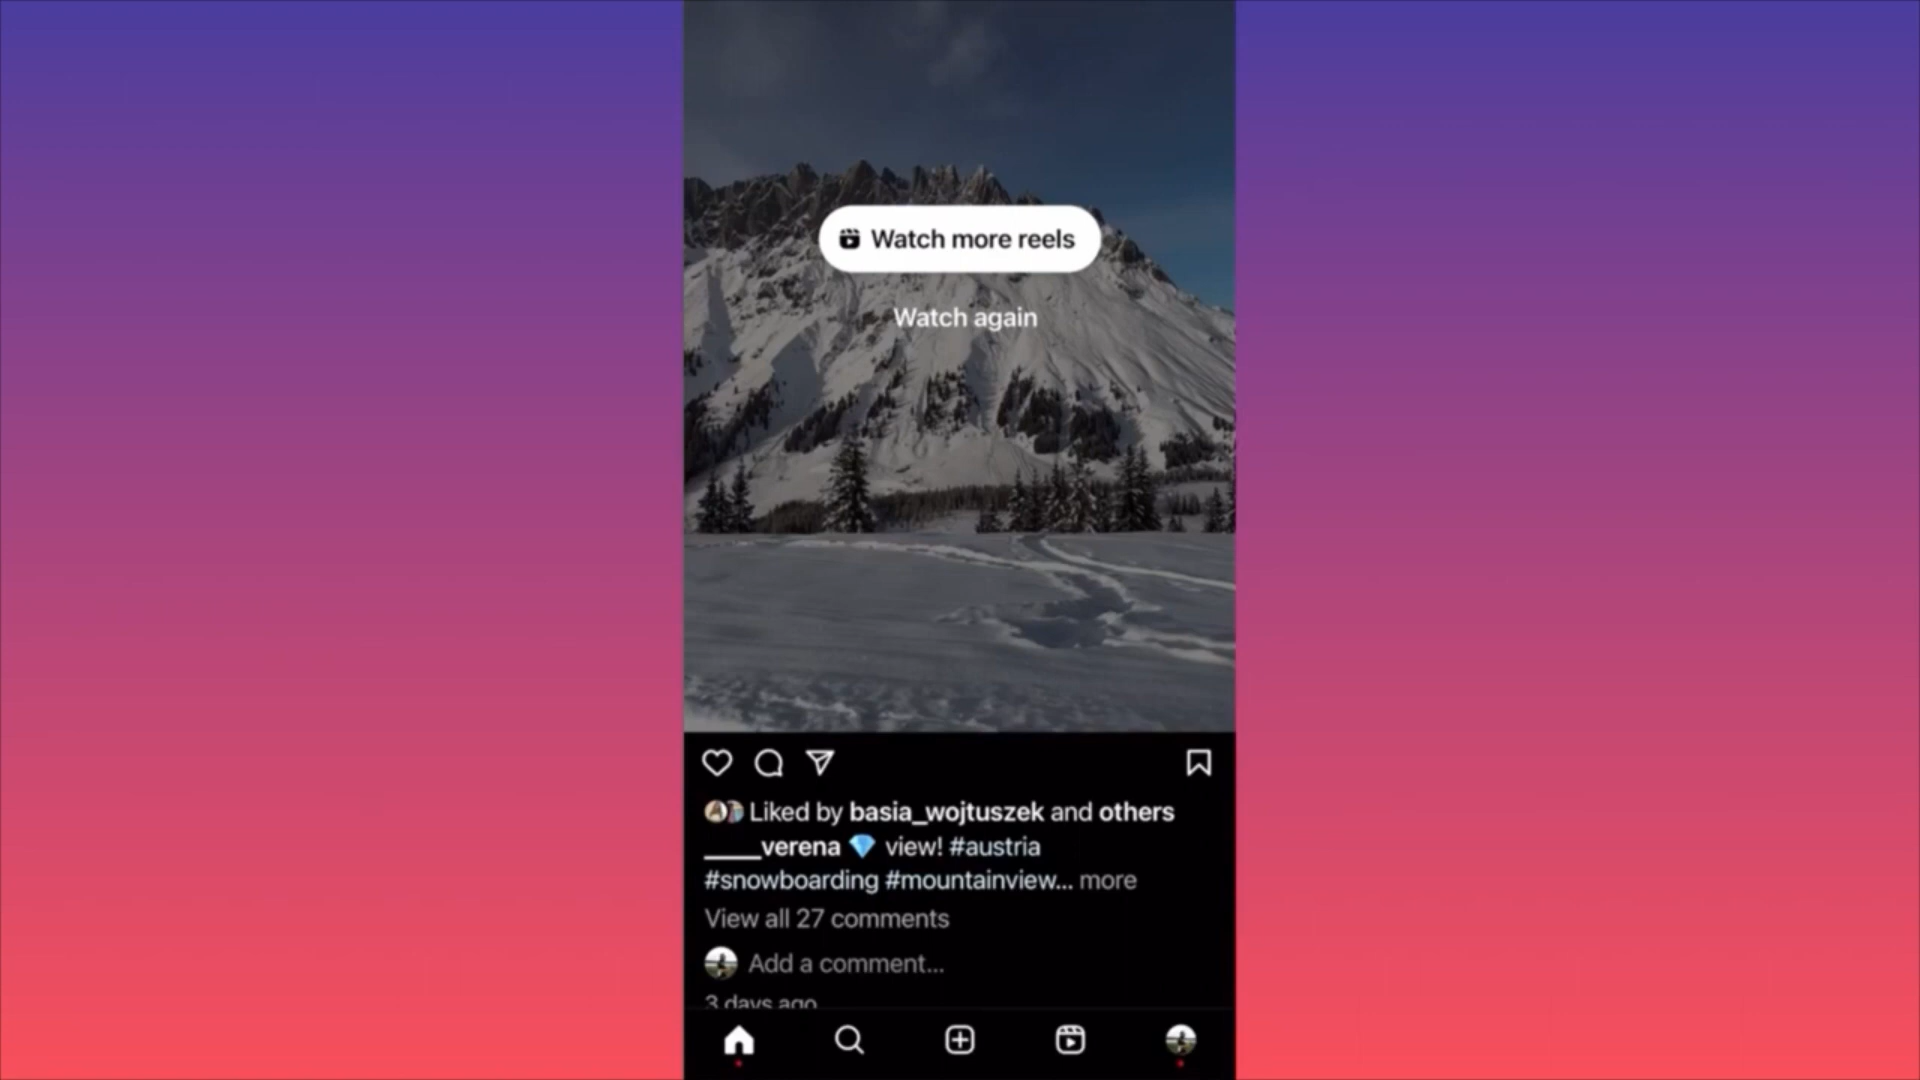 Watch more reels
Watch again
Liked by basia_wojtuszek and others
____verena 💎 view! #austria
#snowboarding #mountainview... more
View all 27 comments
Add a comment...
3 days ago